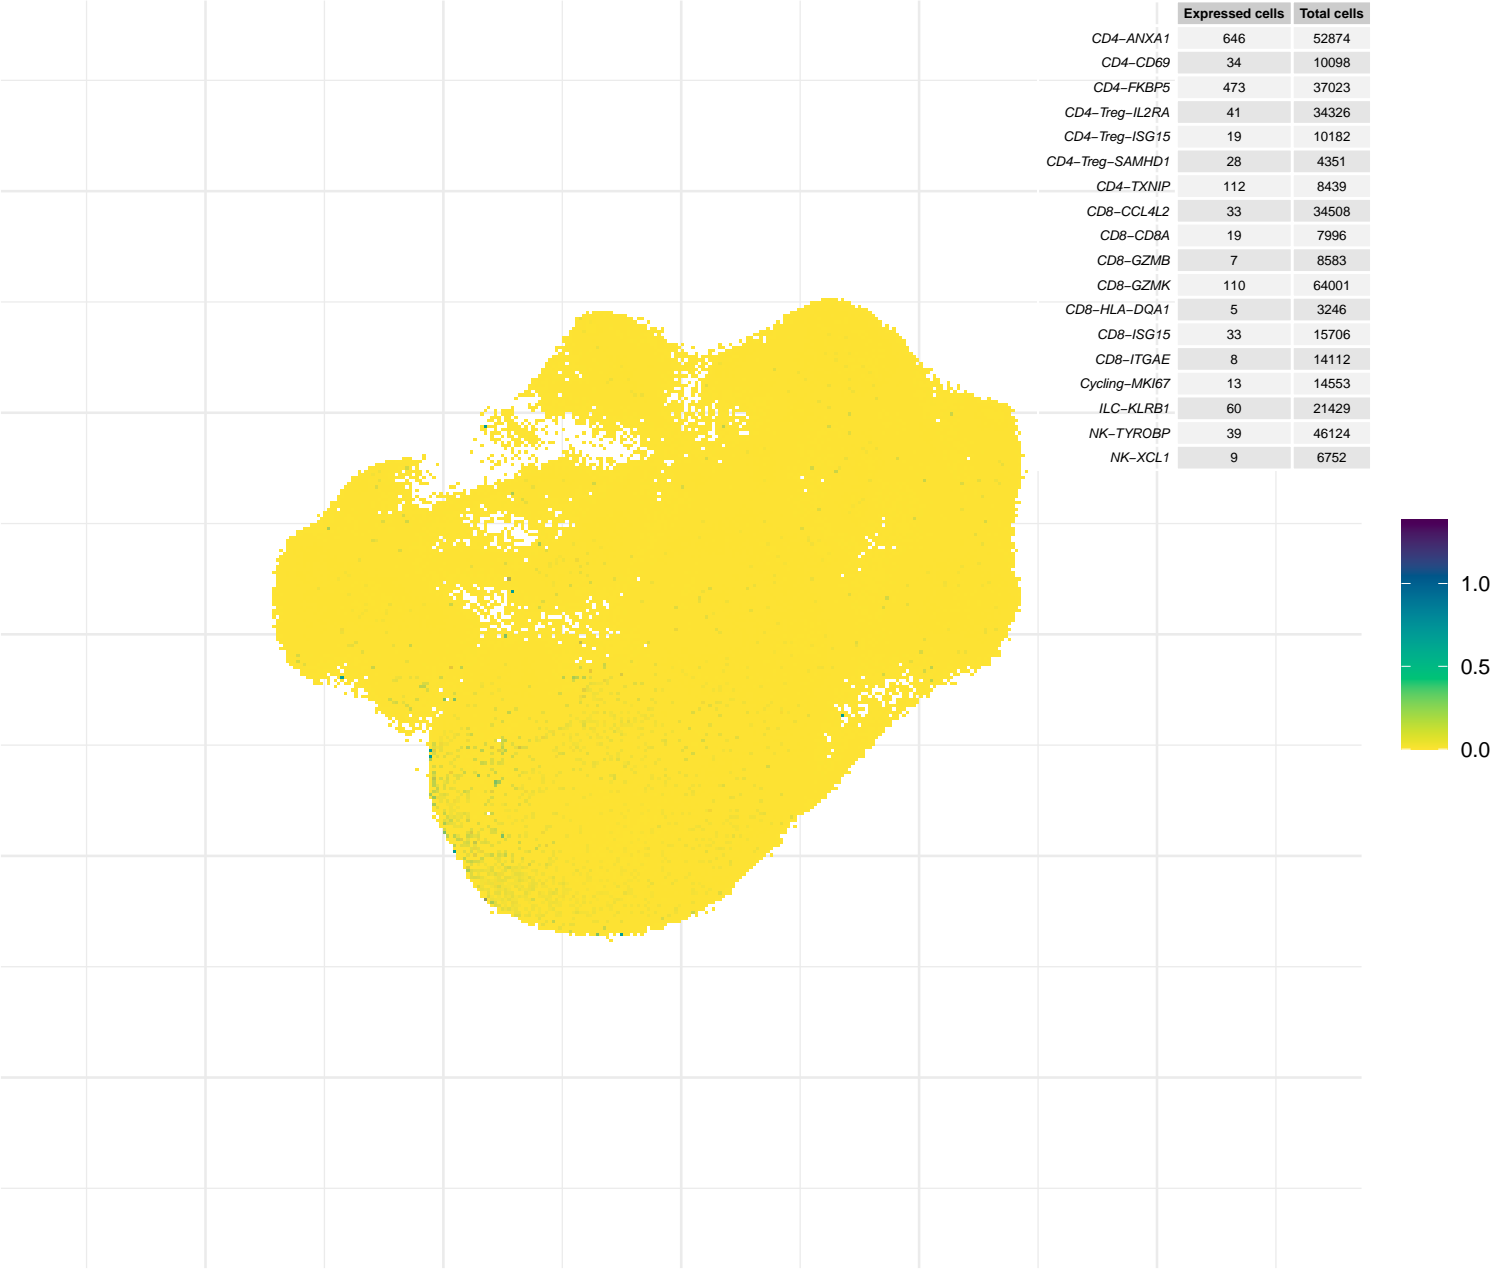 Expressed cells Total cells
CD4−ANXA1 646 52874
CD4−CD69 34 10098
CD4−FKBP5 473 37023
CD4−Treg−IL2RA 41 34326
CD4−Treg−ISG15 19 10182
CD4−Treg−SAMHD1 28 4351
CD4−TXNIP 112 8439
CD8−CCL4L2 33 34508
CD8−CD8A 19 7996
CD8−GZMB 7 8583
CD8−GZMK 110 64001
CD8−HLA−DQA1 5 3246
CD8−ISG15 33 15706
CD8−ITGAE 8 14112
Cycling−MKI67 13 14553
ILC−KLRB1 60 21429
NK−TYROBP 39 46124
NK−XCL1 9 6752
1.0
0.5
0.0